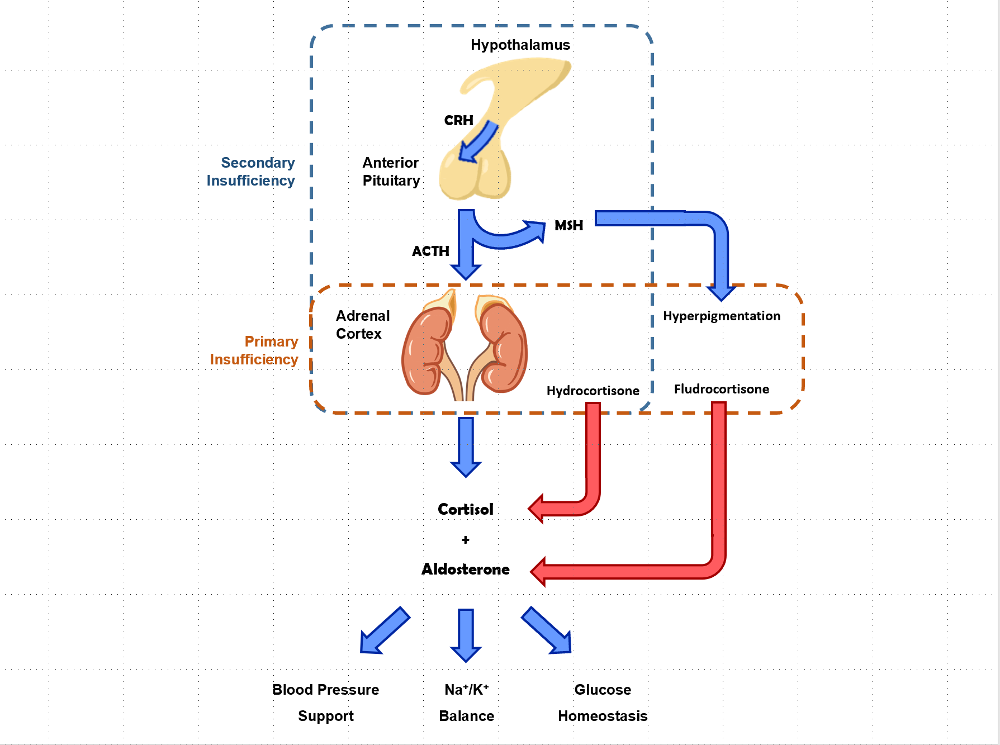 Hypothalamus
CRH
Secondary
Insufficiency
Anterior
Pituitary
MSH
ACTH
Adrenal
Cortex
Hyperpigmentation
Primary
Insufficiency
Hydrocortisone
Fludrocortisone
Cortisol
+
Aldosterone
Blood Pressure
Support
Na⁺/K⁺
Balance
Glucose
Homeostasis